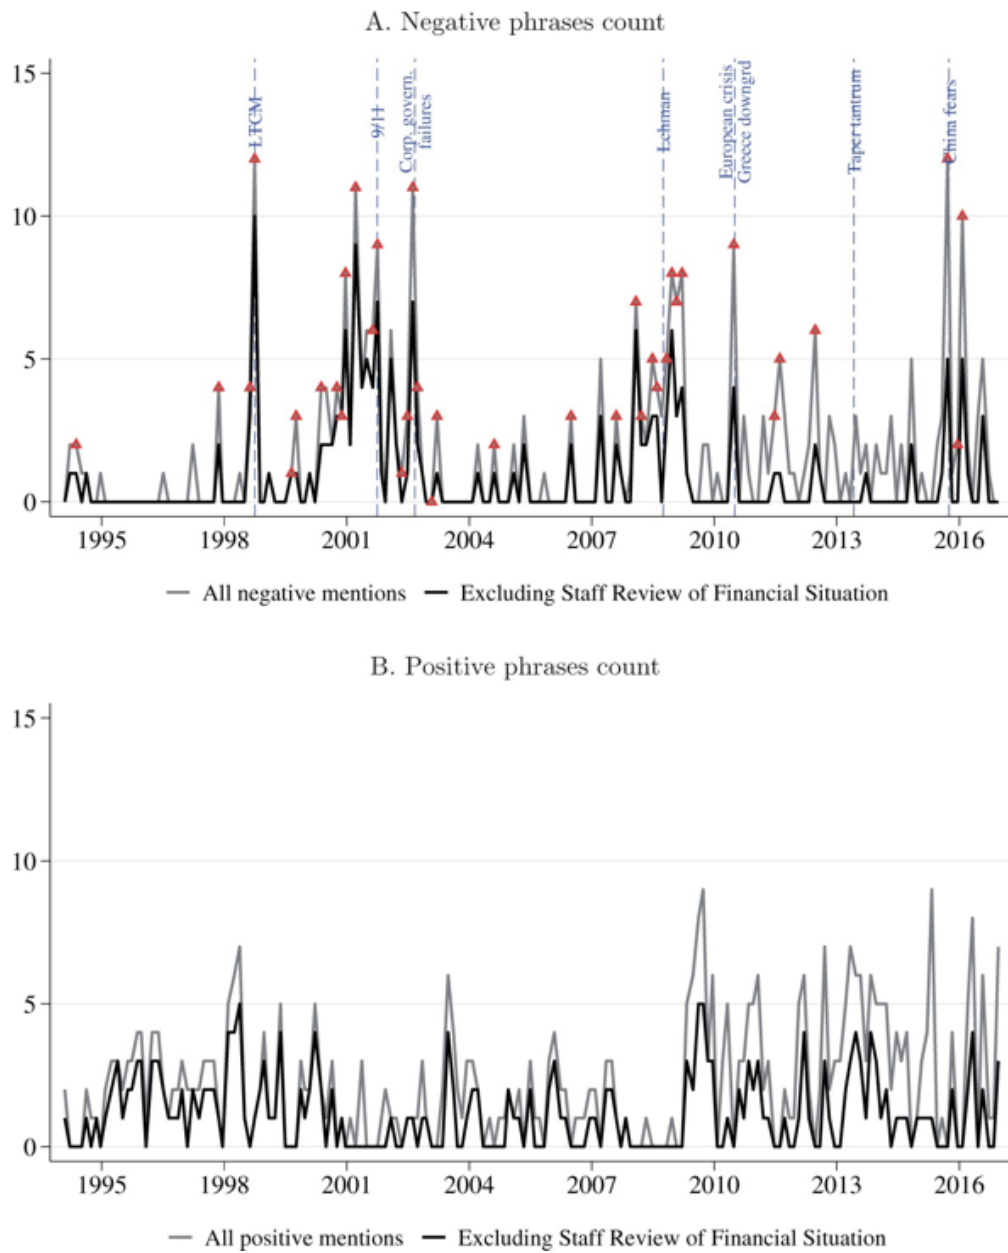 A. Negative phrases count
15
10
5
0
LTCM
9/11
Corp. govern.
failures
Lehman
European crisis
Greece downgrd
Taper tantrum
China fears
1995 1998 2001 2004 2007 2010 2013 2016
All negative mentions Excluding Staff Review of Financial Situation
B. Positive phrases count
15
10
5
0
1995 1998 2001 2004 2007 2010 2013 2016
All positive mentions Excluding Staff Review of Financial Situation